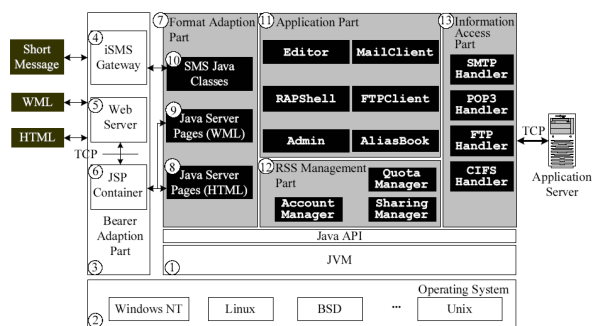 Short
Message
WML
HTML
4
iSMS
Gateway
5
Web
Server
TCP
6
JSP
Container
Bearer
Adaption
Part
3
7
Format Adaption
Part
10
SMS Java
Classes
9
Java Server
Pages (WML)
8
Java Server
Pages (HTML)
11
Application Part
Editor
MailClient
RAPShell
FTPClient
Admin
AliasBook
12
RSS Management
Part
Quota
Manager
Account
Manager
Sharing
Manager
13
Information
Access
Part
SMTP
Handler
POP3
Handler
FTP
Handler
CIFS
Handler
TCP
Application
Server
Java API
1
JVM
Operating System
2
Windows NT
Linux
BSD
...
Unix